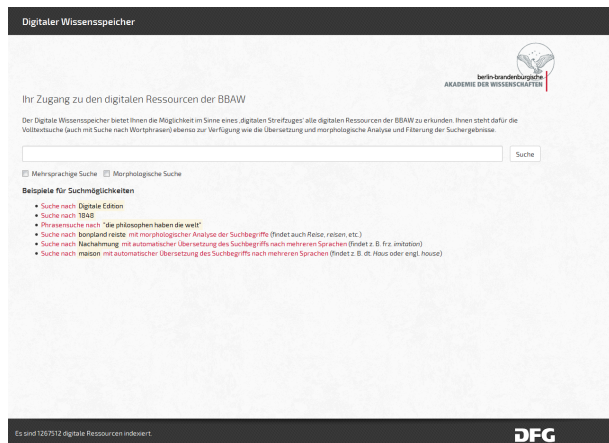 Digitaler Wissensspeicher
berlin-brandenburgische
AKADEMIE DER WISSENSCHAFTEN
Ihr Zugang zu den digitalen Ressourcen der BBAW
Der Digitale Wissensspeicher bietet Ihnen die Möglichkeit im Sinne eines ‚digitalen Streifzuges' alle digitalen Ressourcen der BBAW zu erkunden. Ihnen steht dafür die
Volltextsuche (auch mit Suche nach Wortphrasen) ebenso zur Verfügung wie die Übersetzung und morphologische Analyse und Filterung der Suchergebnisse.
Suche
Mehrsprachige Suche Morphologische Suche
Beispiele für Suchmöglichkeiten
• Suche nach Digitale Edition
• Suche nach 1848
• Phrasensuche nach "die philosophen haben die welt"
• Suche nach bonpland reiste mit morphologischer Analyse der Suchbegriffe (findet auch Reise, reisen, etc.)
• Suche nach Nachahmung mit automatischer Übersetzung des Suchbegriffs nach mehreren Sprachen (findet z. B. frz. imitation)
• Suche nach maison mit automatischer Übersetzung des Suchbegriffs nach mehreren Sprachen (findet z. B. dt. Haus oder engl. house)
Es sind 1267512 digitale Ressourcen indexiert.
DFG